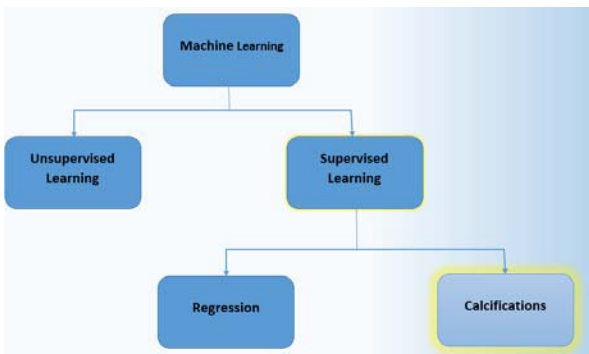 Machine Learning
Unsupervised
Learning
Supervised
Learning
Regression
Calcifications